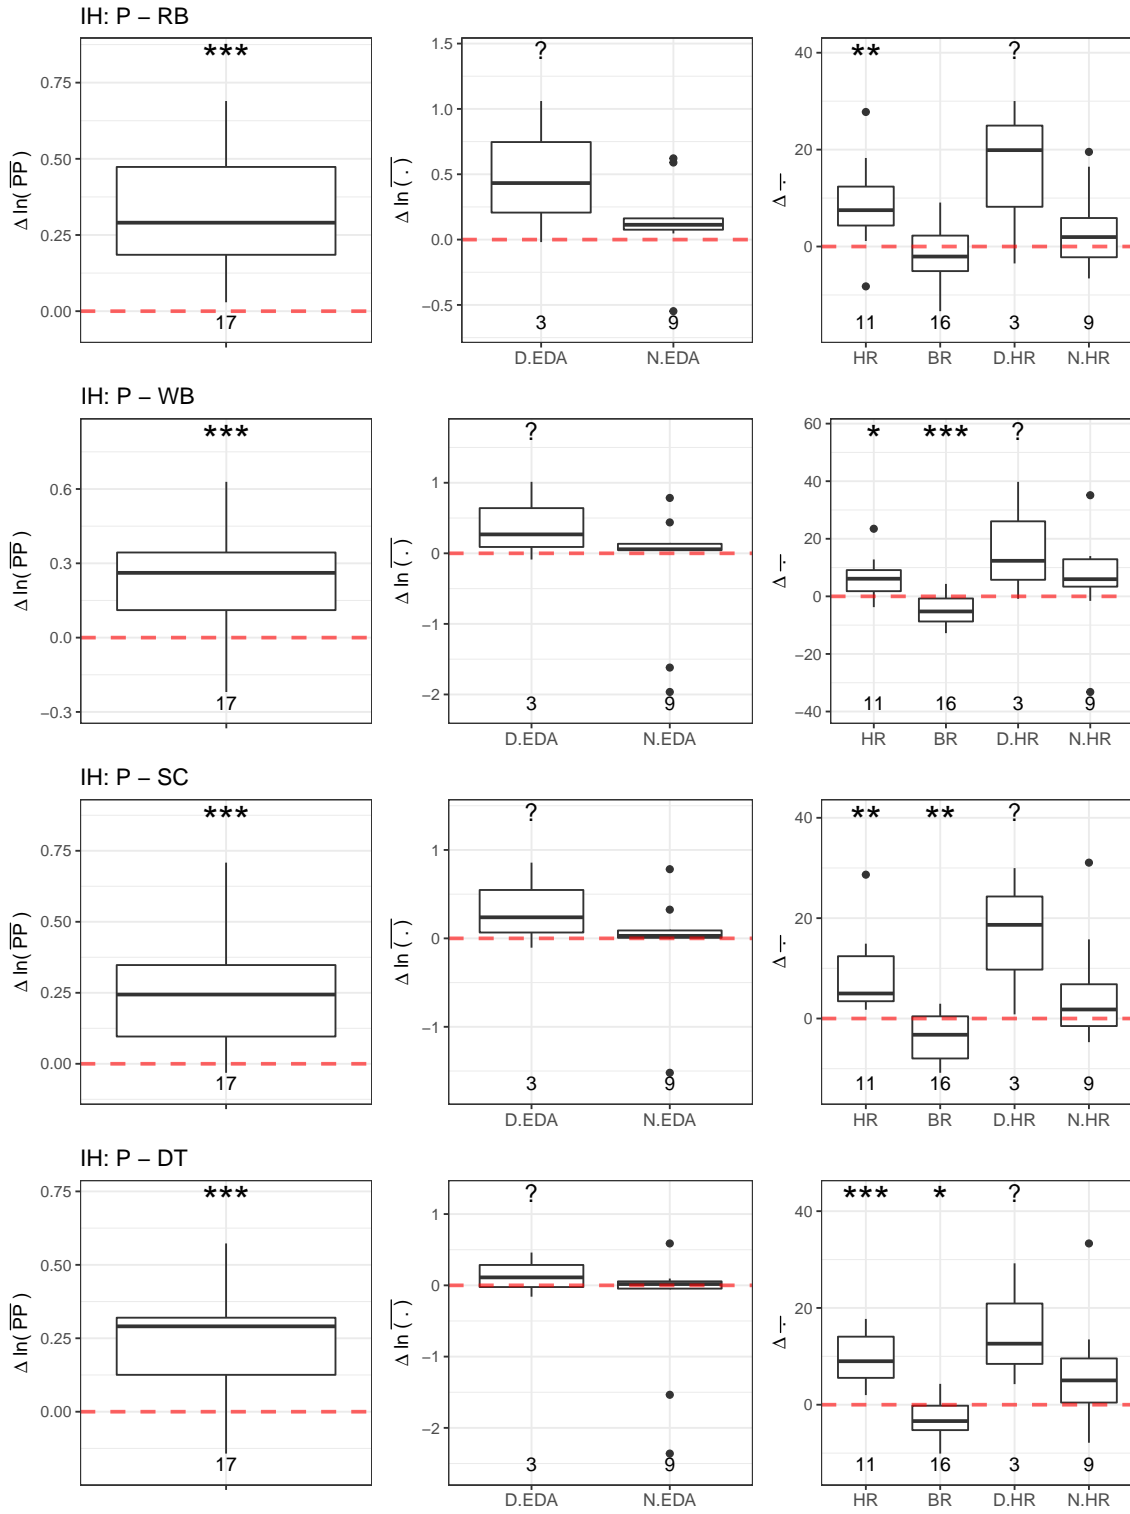 IH: P − RB
Δ ln( PP )
0.75
0.50
0.25
0.00
***
17
Δ ln( . )
1.5
1.0
0.5
0.0
−0.5
?
3
9
D.EDA
N.EDA
Δ .
40
20
0
**
?
11
16
3
9
HR
BR
D.HR
N.HR
IH: P − WB
Δ ln( PP )
0.6
0.3
0.0
−0.3
***
17
Δ ln( . )
1
0
−1
−2
?
3
9
D.EDA
N.EDA
Δ .
60
40
20
0
−20
−40
*
***
?
11
16
3
9
HR
BR
D.HR
N.HR
IH: P − SC
Δ ln( PP )
0.75
0.50
0.25
0.00
***
17
Δ ln( . )
1
0
−1
?
3
9
D.EDA
N.EDA
Δ .
40
20
0
**
**
?
11
16
3
9
HR
BR
D.HR
N.HR
IH: P − DT
Δ ln( PP )
0.75
0.50
0.25
0.00
***
17
Δ ln( . )
1
0
−1
−2
?
3
9
D.EDA
N.EDA
Δ .
40
20
0
***
*
?
11
16
3
9
HR
BR
D.HR
N.HR